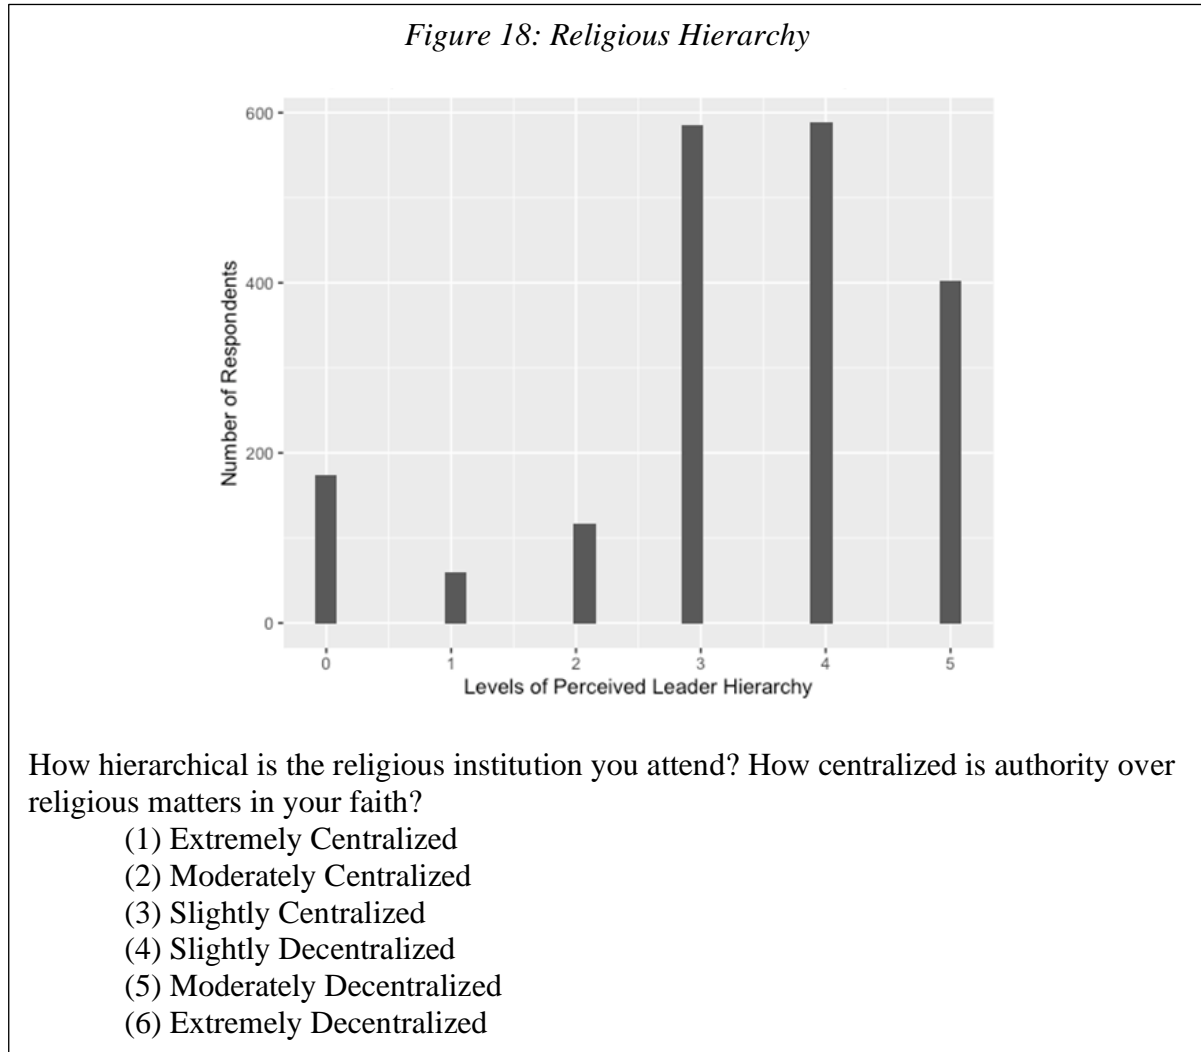 Figure 18: Religious Hierarchy
600
400
200
0
Number of Respondents
0 1 2 3 4 5
Levels of Perceived Leader Hierarchy
How hierarchical is the religious institution you attend? How centralized is authority over
religious matters in your faith?
(1) Extremely Centralized
(2) Moderately Centralized
(3) Slightly Centralized
(4) Slightly Decentralized
(5) Moderately Decentralized
(6) Extremely Decentralized